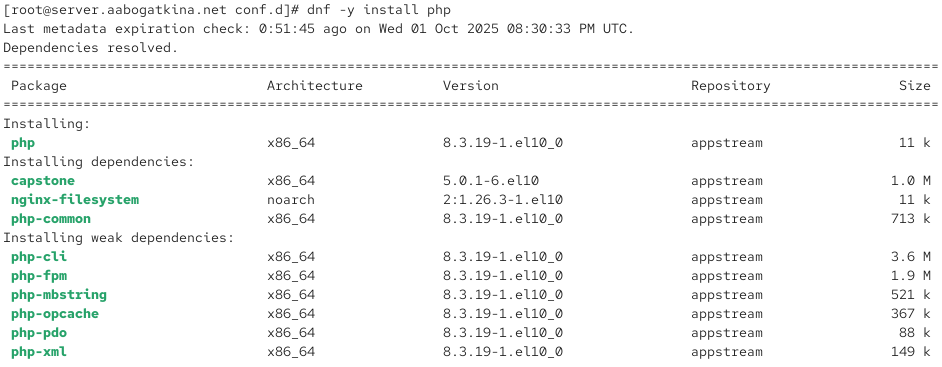 [root@server.aabogatkina.net conf.d]# dnf -y install php
Last metadata expiration check: 0:51:45 ago on Wed 01 Oct 2025 08:30:33 PM UTC.
Dependencies resolved.
=====================================================================================================================
Package Architecture Version Repository Size
=====================================================================================================================
Installing:
php x86_64 8.3.19-1.el10_0 appstream 11 k
Installing dependencies:
capstone x86_64 5.0.1-6.el10 appstream 1.0 M
nginx-filesystem noarch 2:1.26.3-1.el10 appstream 11 k
php-common x86_64 8.3.19-1.el10_0 appstream 713 k
Installing weak dependencies:
php-cli x86_64 8.3.19-1.el10_0 appstream 3.6 M
php-fpm x86_64 8.3.19-1.el10_0 appstream 1.9 M
php-mbstring x86_64 8.3.19-1.el10_0 appstream 521 k
php-opcache x86_64 8.3.19-1.el10_0 appstream 367 k
php-pdo x86_64 8.3.19-1.el10_0 appstream 88 k
php-xml x86_64 8.3.19-1.el10_0 appstream 149 k